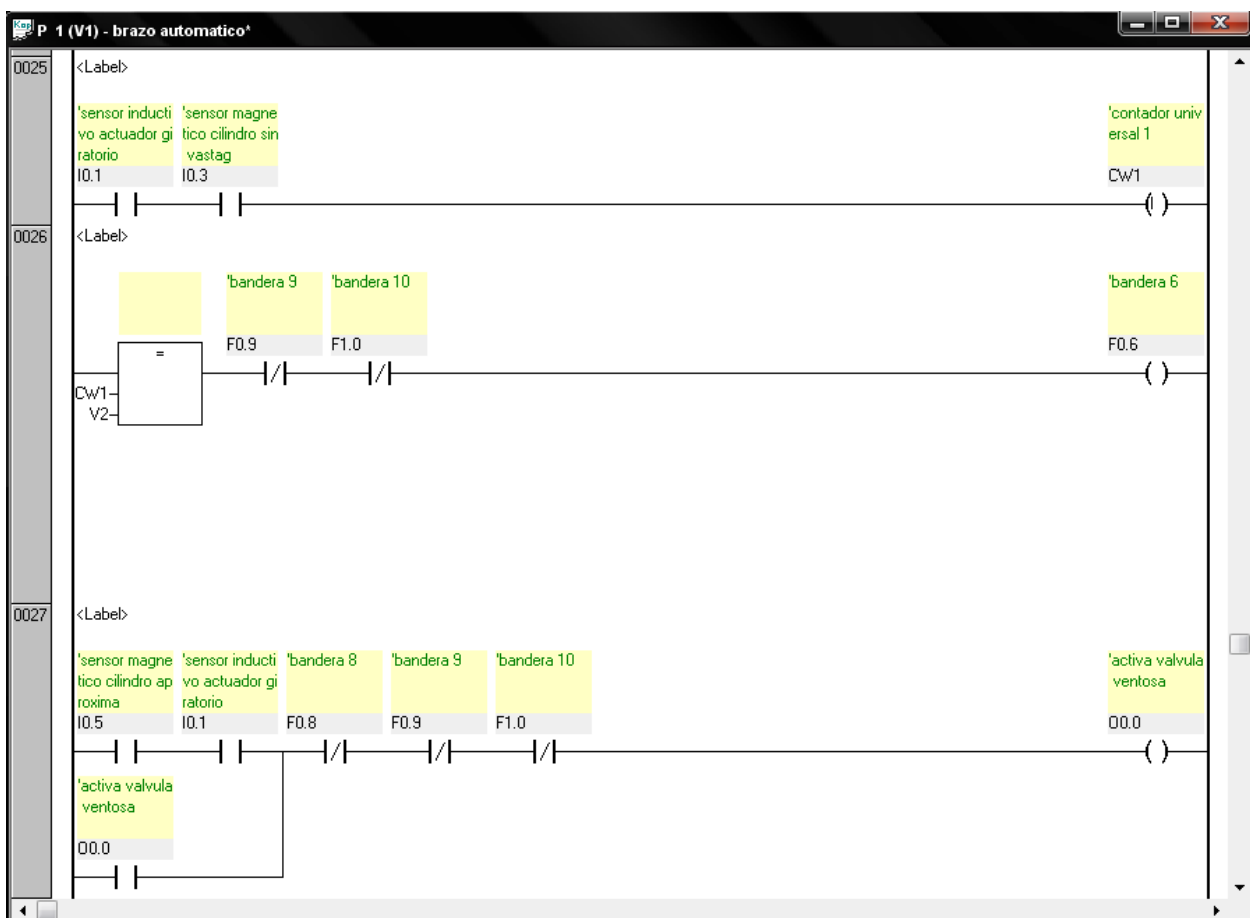 P 1 (V1) - brazo automatico*
0025
<Label>
'sensor inducti 'sensor magne 'contador univ
vo actuador gi tico cilindro sin ersal 1
ratorio vastag
I0.1 I0.3 CW1
0026
<Label>
'bandera 9 'bandera 10 'bandera 6
= F0.9 F1.0 F0.6
CW1
V2
0027
<Label>
'sensor magne 'sensor inducti 'bandera 8 'bandera 9 'bandera 10 'activa valvula
tico cilindro ap vo actuador gi ventosa
roxima ratorio
I0.5 I0.1 F0.8 F0.9 F1.0 O0.0
'activa valvula
ventosa
O0.0